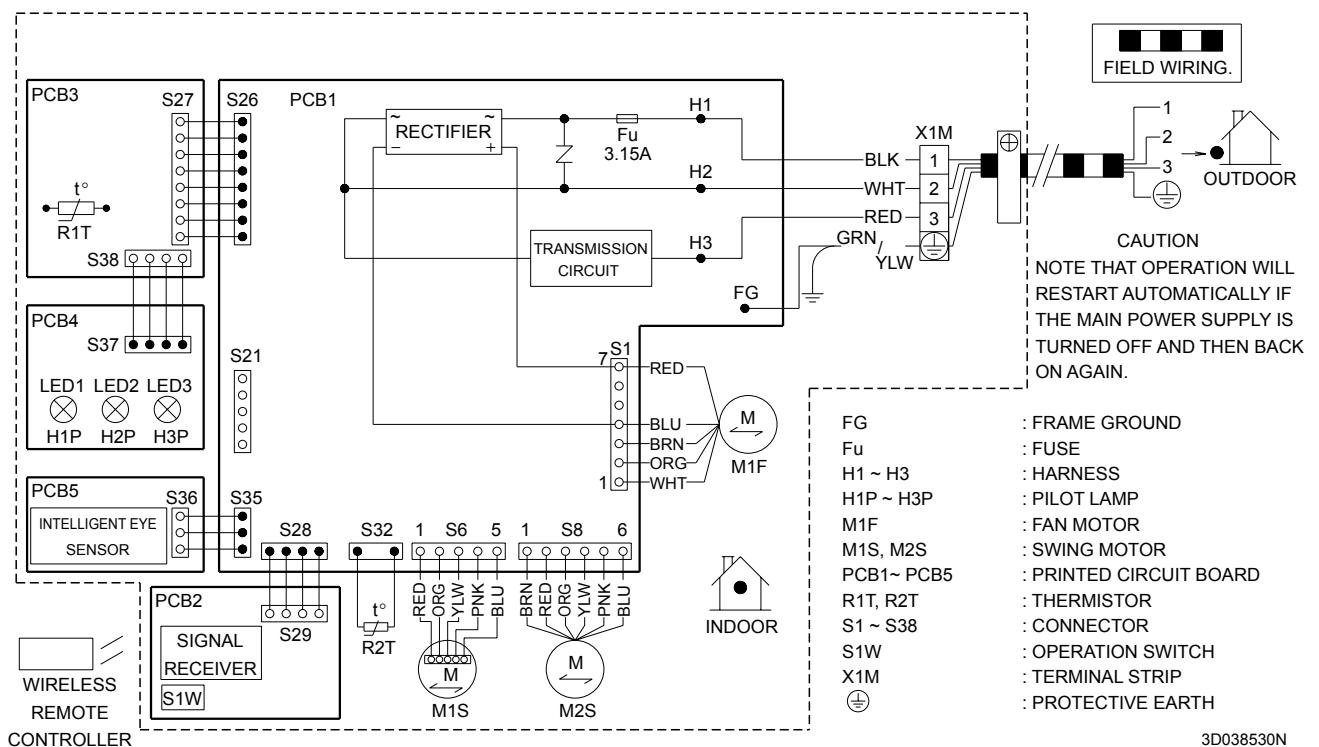 FIELD WIRING.
PCB3
S27
S26
PCB1
t°
R1T
S38
~ RECTIFIER ~
− +
Fu
3.15A
H1
H2
H3
TRANSMISSION
CIRCUIT
FG
X1M
BLK 1
WHT 2
RED 3
GRN
/
YLW
1
2
3
OUTDOOR
CAUTION
NOTE THAT OPERATION WILL
RESTART AUTOMATICALLY IF
THE MAIN POWER SUPPLY IS
TURNED OFF AND THEN BACK
ON AGAIN.
PCB4
S37
LED1 LED2 LED3
H1P H2P H3P
S21
7 S1
RED
BLU
BRN
ORG
1 WHT
M
M1F
PCB5
S36
S35
INTELLIGENT EYE
SENSOR
S28
S32
1 S6 5
1 S8 6
RED
ORG
YLW
PNK
BLU
BRN
RED
ORG
YLW
PNK
BLU
PCB2
S29
SIGNAL
RECEIVER
S1W
t°
R2T
M
M1S
M
M2S
INDOOR
WIRELESS
REMOTE
CONTROLLER
FG : FRAME GROUND
Fu : FUSE
H1 ~ H3 : HARNESS
H1P ~ H3P : PILOT LAMP
M1F : FAN MOTOR
M1S, M2S : SWING MOTOR
PCB1~ PCB5 : PRINTED CIRCUIT BOARD
R1T, R2T : THERMISTOR
S1 ~ S38 : CONNECTOR
S1W : OPERATION SWITCH
X1M : TERMINAL STRIP
: PROTECTIVE EARTH
3D038530N